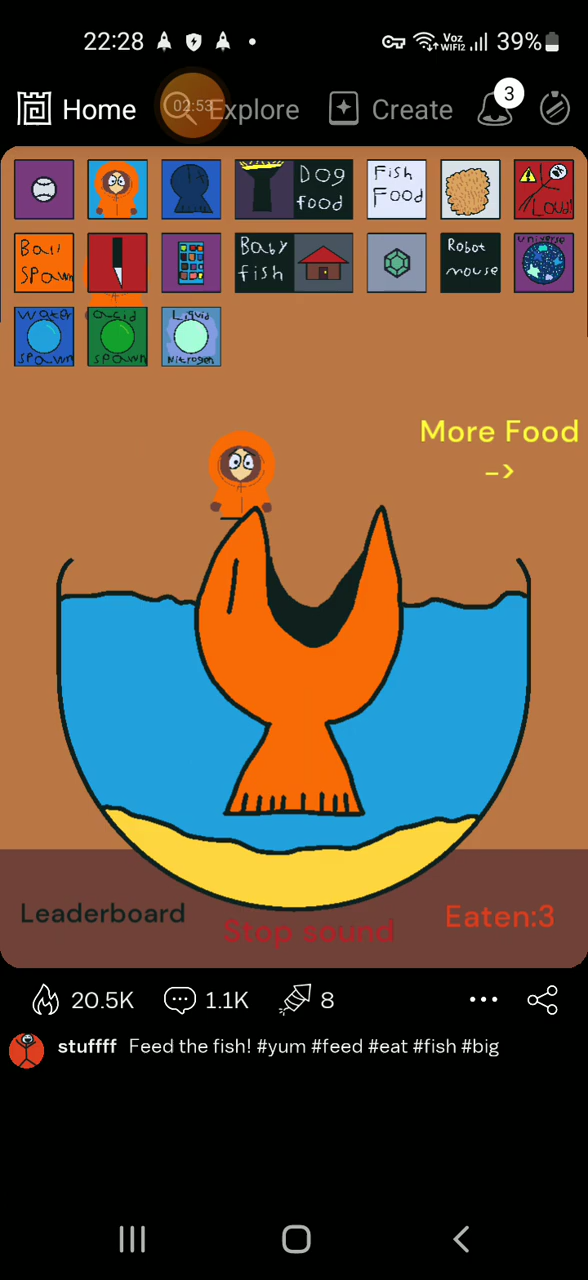 22:28
Voz
WIFI2
39%
Home
02:53
Explore
Create
3
Dog
food
Fish
Food
LOUD!
Ball
Spawn
Baby
fish
Robot
mouse
universe
Water
spawn
acid
spawn
Liquid
Nitrogen
More Food
->
Leaderboard
Stop sound
Eaten:3
20.5K
1.1K
8
stuffff Feed the fish! #yum #feed #eat #fish #big